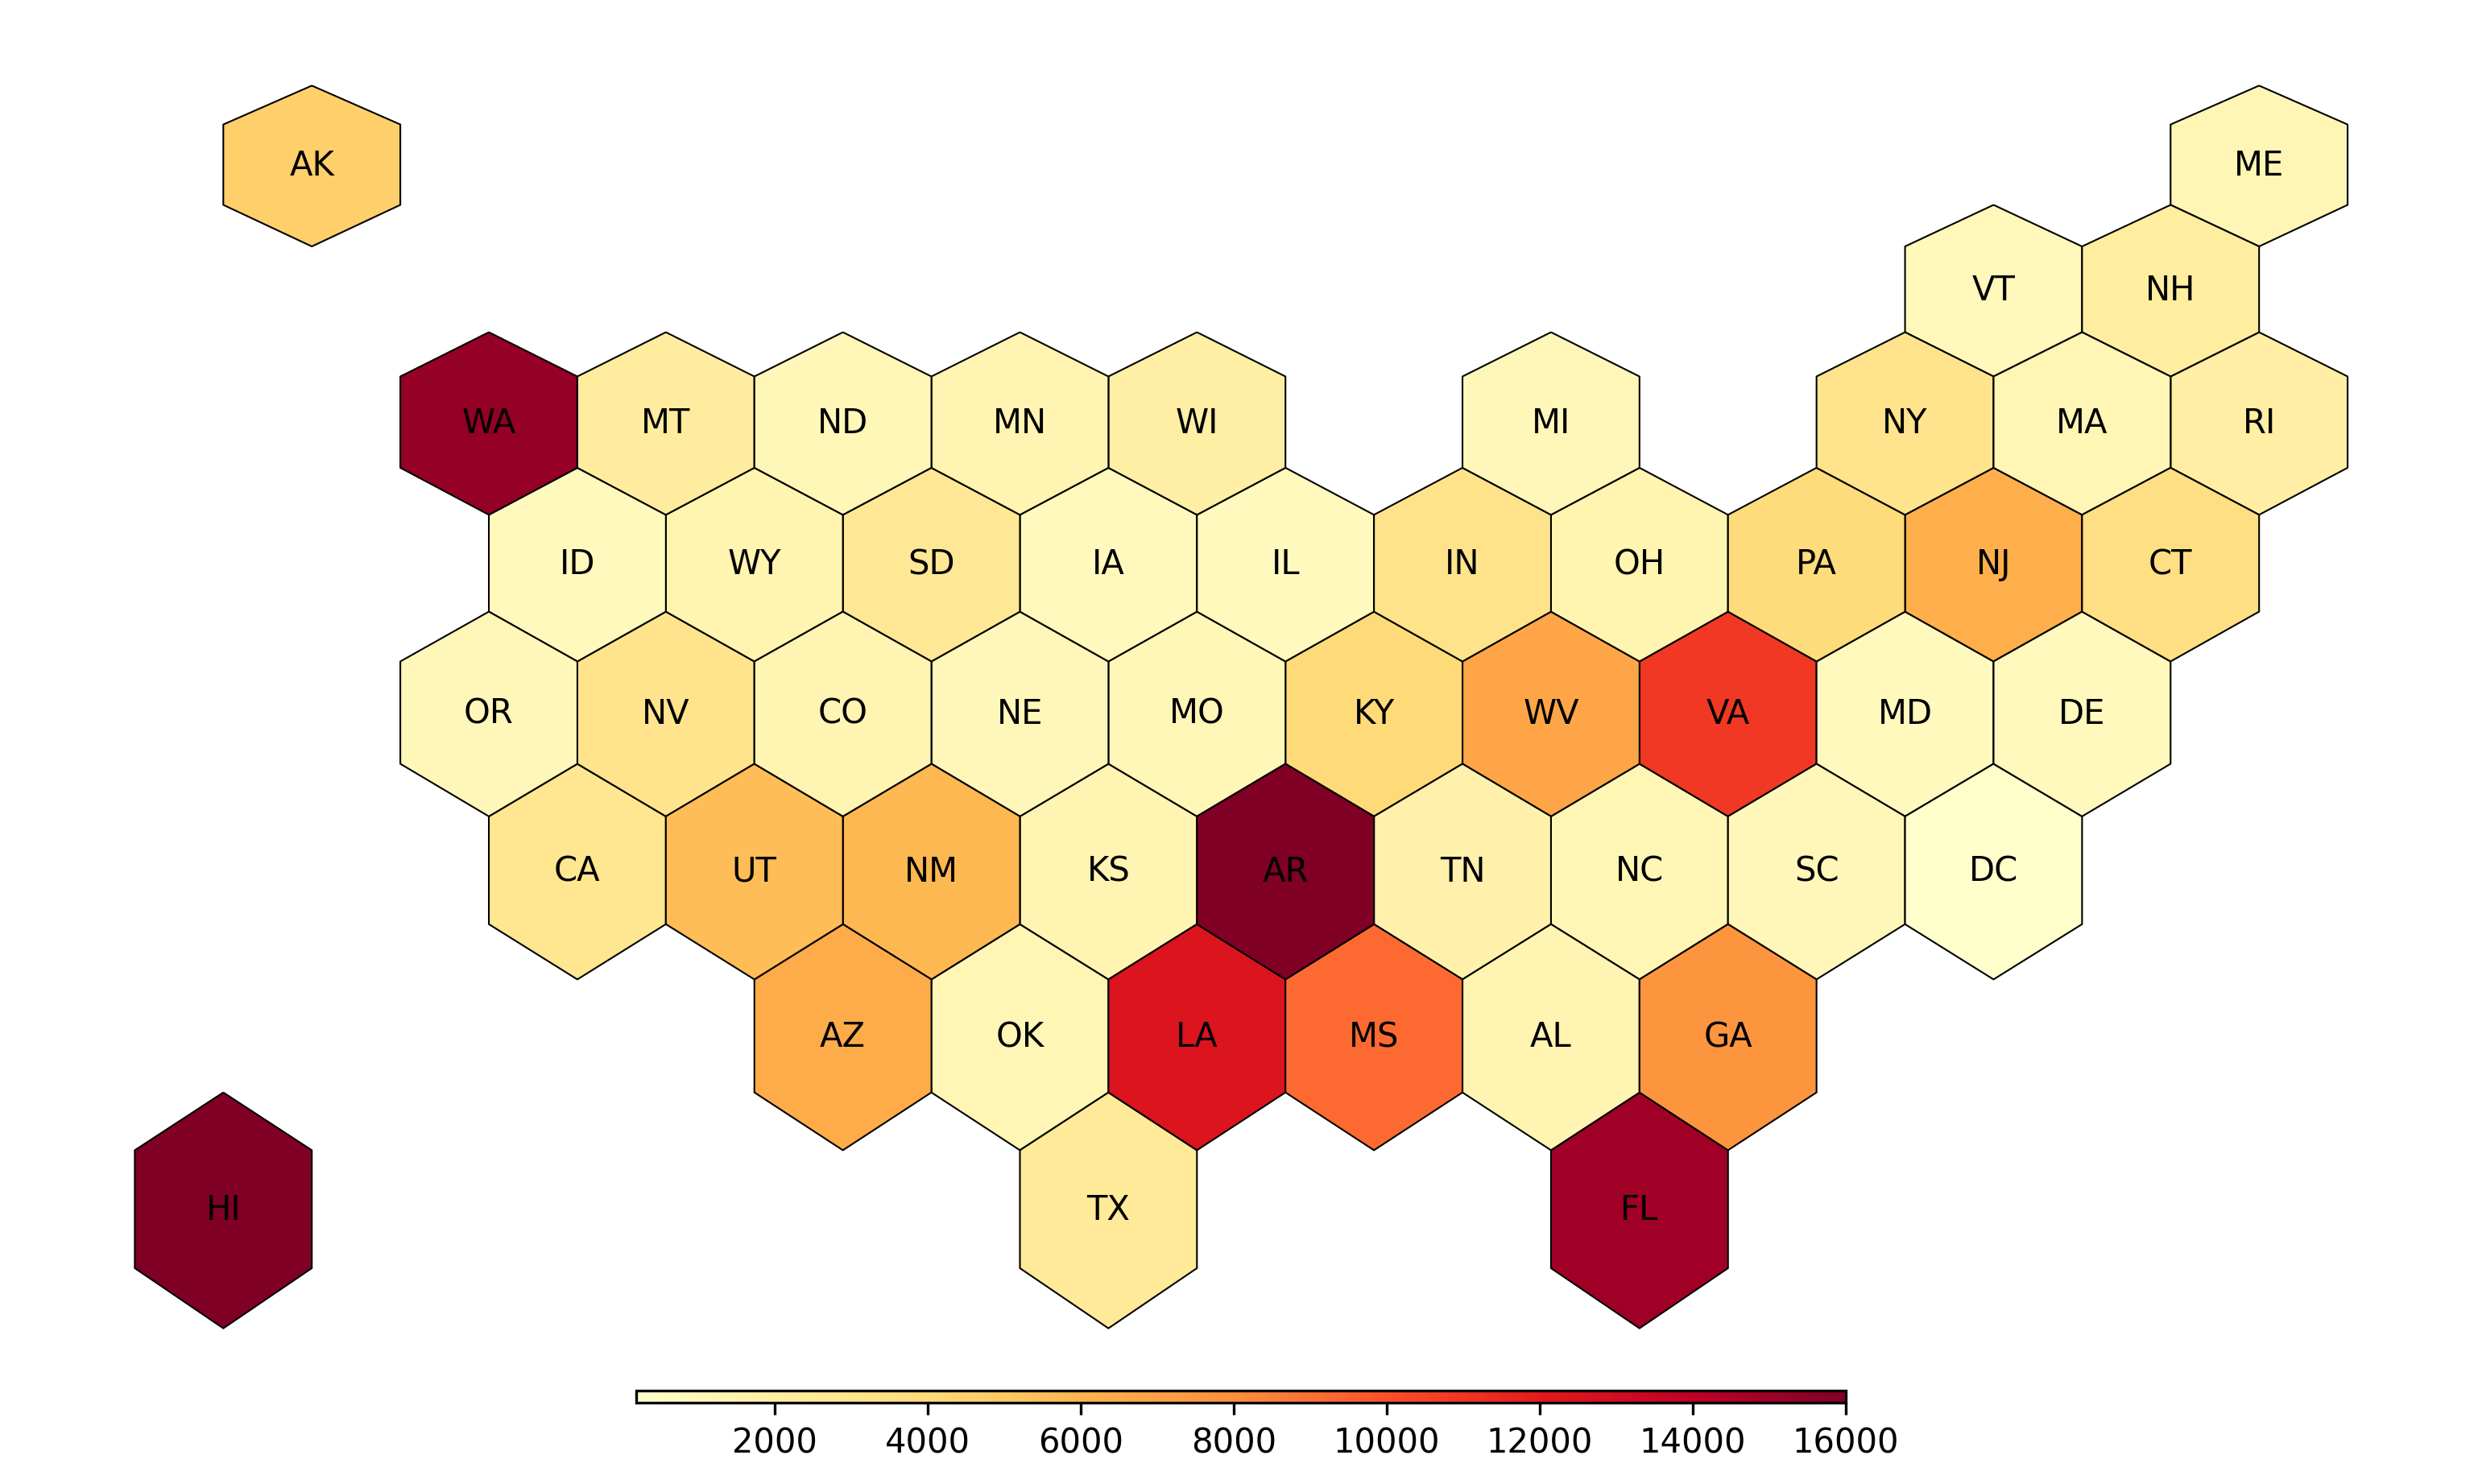 AK ME
VT NH
WA MT ND MN WI MI NY MA RI
ID WY SD IA IL IN OH PA NJ CT
OR NV CO NE MO KY WV VA MD DE
CA UT NM KS AR TN NC SC DC
AZ OK LA MS AL GA
HI TX FL
2000 4000 6000 8000 10000 12000 14000 16000